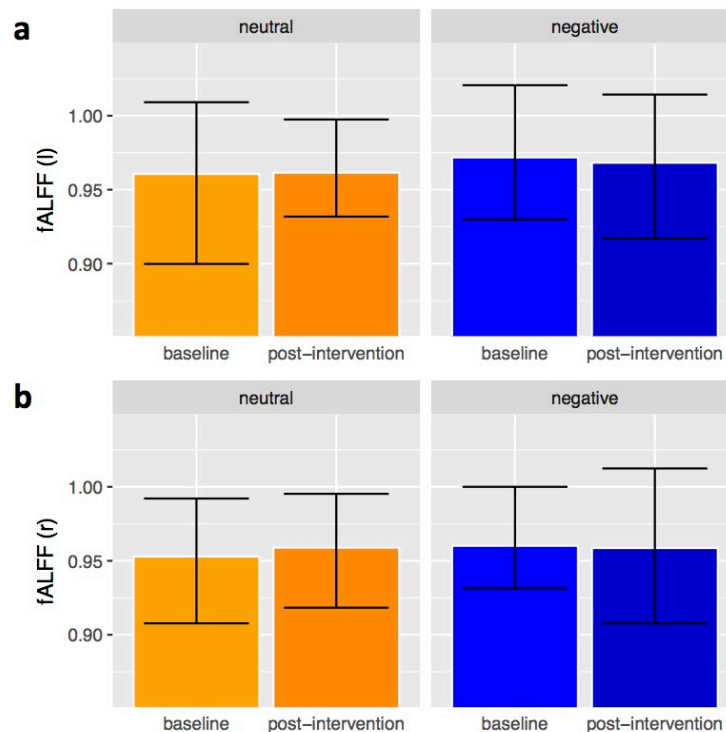 a
neutral negative
fALFF (l)
1.00
0.95
0.90
baseline post−intervention baseline post−intervention
b
neutral negative
fALFF (r)
1.00
0.95
0.90
baseline post−intervention baseline post−intervention